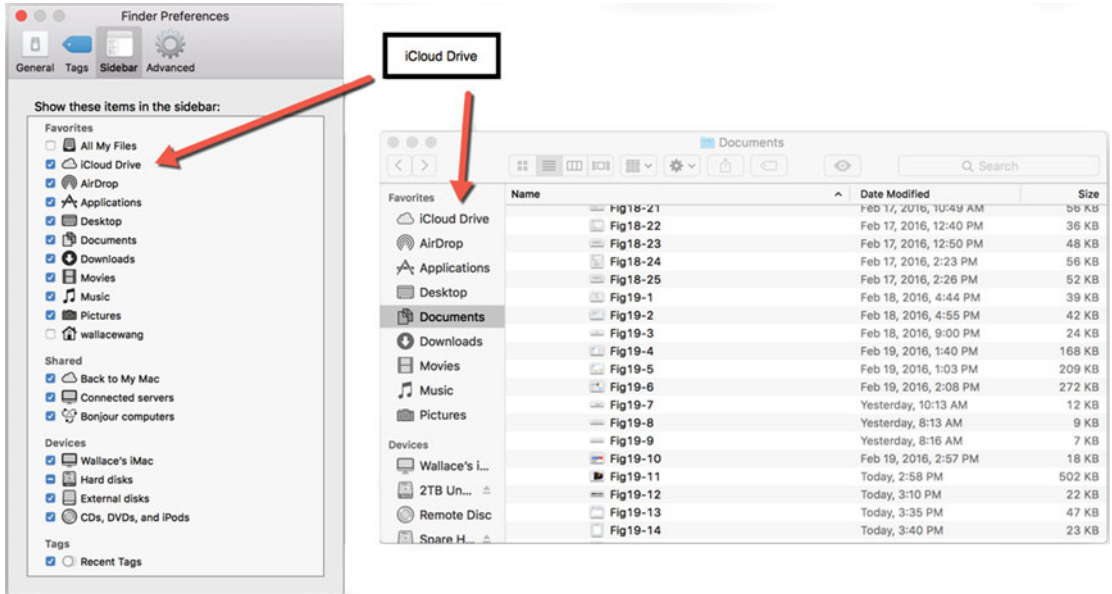 Finder Preferences
General Tags Sidebar Advanced
Show these items in the sidebar:
Favorites
All My Files
iCloud Drive
AirDrop
Applications
Desktop
Documents
Downloads
Movies
Music
Pictures
wallacewang
Shared
Back to My Mac
Connected servers
Bonjour computers
Devices
Wallace's iMac
Hard disks
External disks
CDs, DVDs, and iPods
Tags
Recent Tags
iCloud Drive
Documents
Search
Favorites
iCloud Drive
AirDrop
Applications
Desktop
Documents
Downloads
Movies
Music
Pictures
Devices
Wallace's i...
2TB Un...
Remote Disc
Spare H...
Name Date Modified Size
Fig18-21 Feb 17, 2016, 10:49 AM 56 KB
Fig18-22 Feb 17, 2016, 12:40 PM 36 KB
Fig18-23 Feb 17, 2016, 12:50 PM 48 KB
Fig18-24 Feb 17, 2016, 2:23 PM 56 KB
Fig18-25 Feb 17, 2016, 2:26 PM 52 KB
Fig19-1 Feb 18, 2016, 4:44 PM 39 KB
Fig19-2 Feb 18, 2016, 4:55 PM 42 KB
Fig19-3 Feb 18, 2016, 9:00 PM 24 KB
Fig19-4 Feb 19, 2016, 1:40 PM 168 KB
Fig19-5 Feb 19, 2016, 1:03 PM 209 KB
Fig19-6 Feb 19, 2016, 2:08 PM 272 KB
Fig19-7 Yesterday, 10:13 AM 12 KB
Fig19-8 Yesterday, 8:13 AM 9 KB
Fig19-9 Yesterday, 8:16 AM 7 KB
Fig19-10 Feb 19, 2016, 2:57 PM 18 KB
Fig19-11 Today, 2:58 PM 502 KB
Fig19-12 Today, 3:10 PM 22 KB
Fig19-13 Today, 3:35 PM 47 KB
Fig19-14 Today, 3:40 PM 23 KB